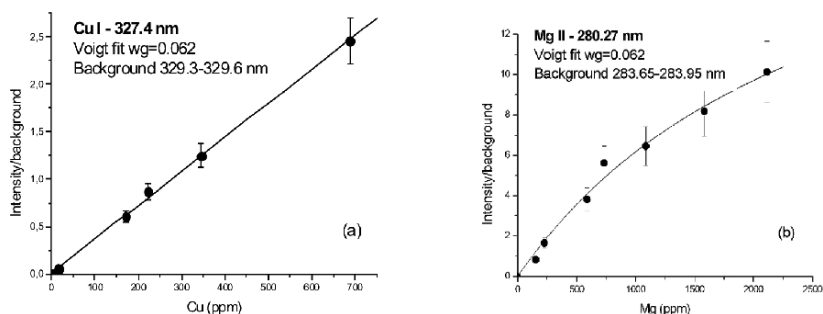 Cu I - 327.4 nm
Voigt fit wg=0.062
Background 329.3-329.6 nm
Intensity/background
2,5
2,0
1,5
1,0
0,5
0,0
0 100 200 300 400 500 600 700
Cu (ppm)
(a)
Mg II - 280.27 nm
Voigt fit wg=0.062
Background 283.65-283.95 nm
Intensity/background
12
10
8
6
4
2
0
0 500 1000 1500 2000 2500
Mg (ppm)
(b)